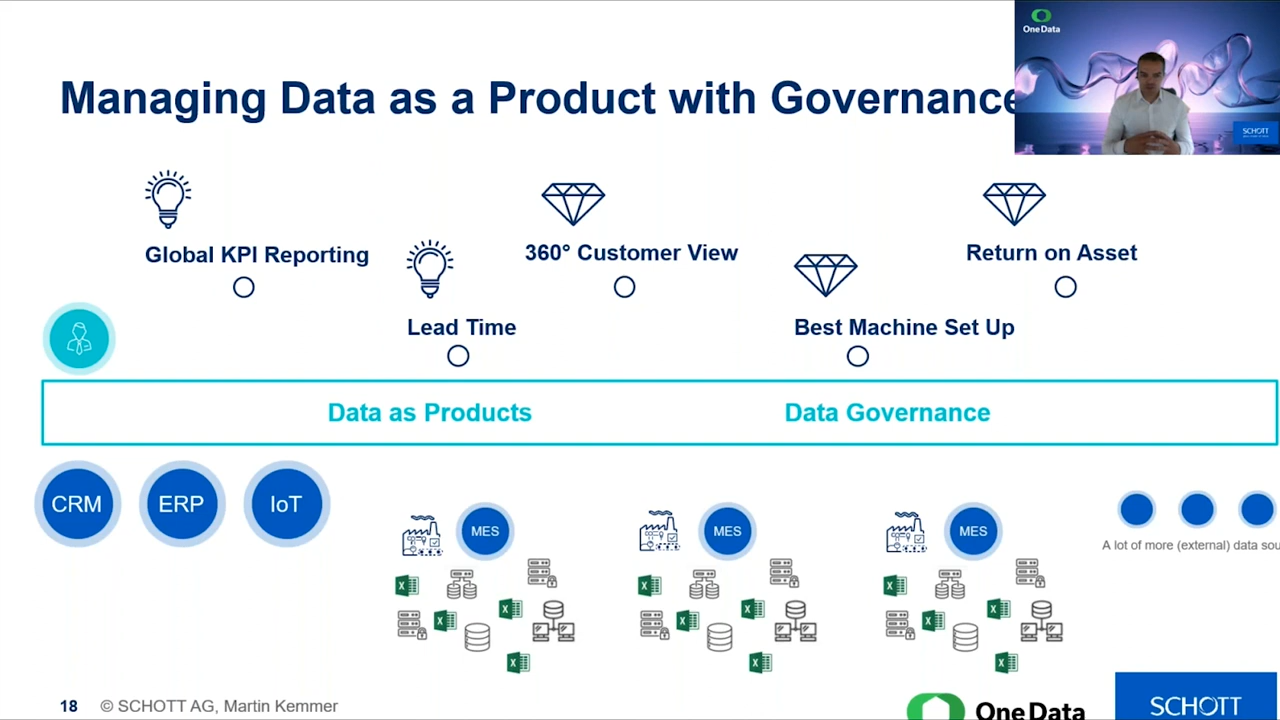 Managing Data as a Product with Governance
One Data
SCHOTT
Global KPI Reporting
360° Customer View
Return on Asset
Lead Time
Best Machine Set Up
Data as Products
Data Governance
CRM
ERP
IoT
MES
MES
MES
A lot of more (external) data sou
18
© SCHOTT AG, Martin Kemmer
One Data
SCHOTT